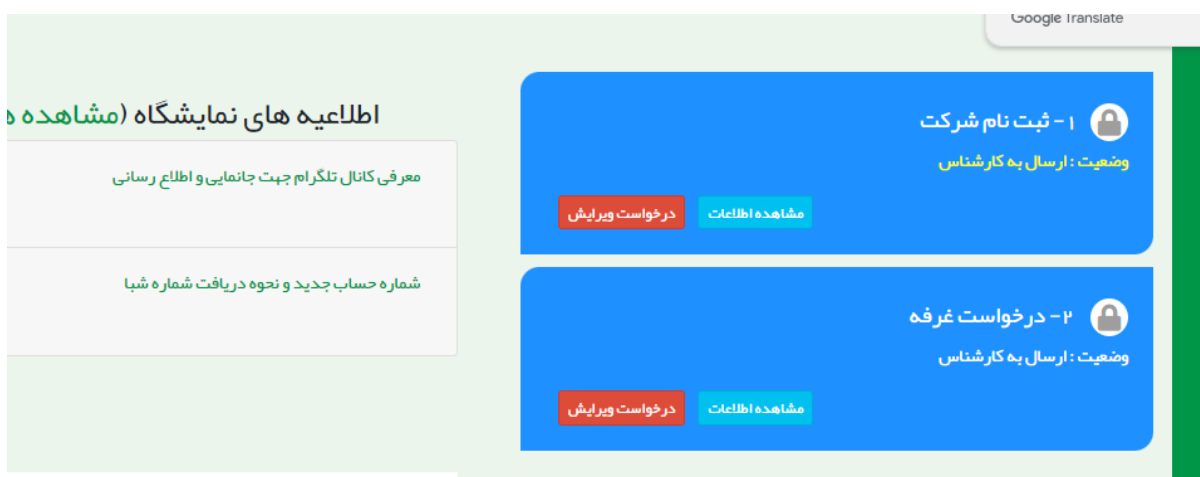 Google Translate
۱ - ثبت نام شرکت
وضعیت : ارسال به کارشناس
مشاهده اطلاعات
درخواست ویرایش
۲ - درخواست غرفه
وضعیت : ارسال به کارشناس
مشاهده اطلاعات
درخواست ویرایش
اطلاعیه های نمایشگاه (مشاهده
معرفی کانال تلگرام جهت جانمایی و اطلاع رسانی
شماره حساب جدید و نحوه دریافت شماره شبا